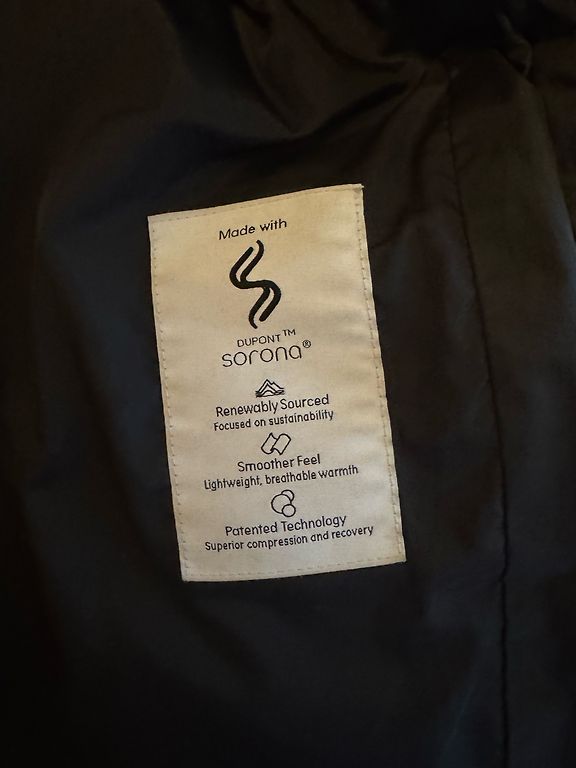 Made with
DUPONT™
sorona®
Renewably Sourced
Focused on sustainability
Smoother Feel
Lightweight, breathable warmth
Patented Technology
Superior compression and recovery